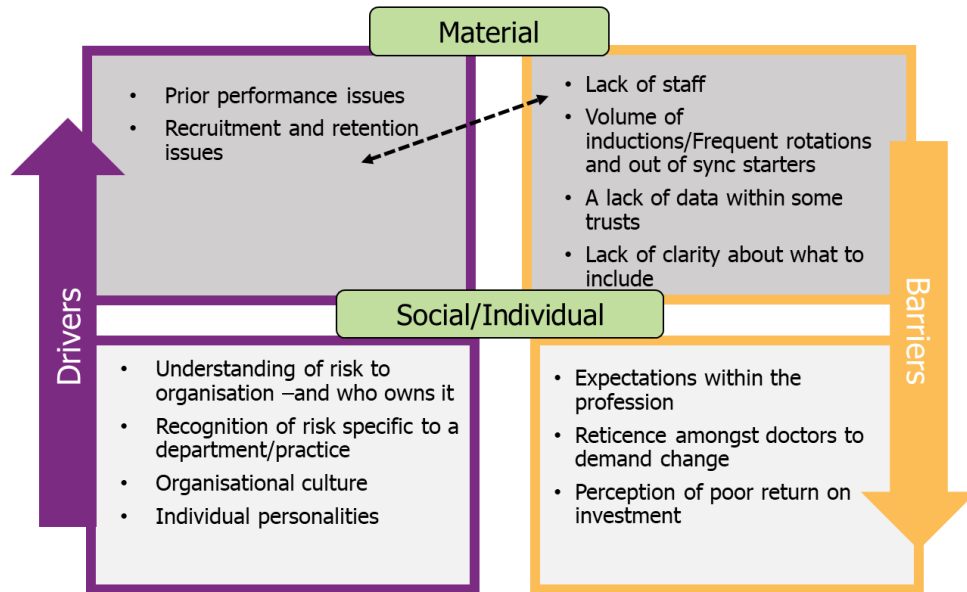 Material
• Prior performance issues
• Recruitment and retention
issues
• Lack of staff
• Volume of
inductions/Frequent rotations
and out of sync starters
• A lack of data within some
trusts
• Lack of clarity about what to
include
Drivers
Barriers
Social/Individual
• Understanding of risk to
organisation –and who owns it
• Recognition of risk specific to a
department/practice
• Organisational culture
• Individual personalities
• Expectations within the
profession
• Reticence amongst doctors to
demand change
• Perception of poor return on
investment